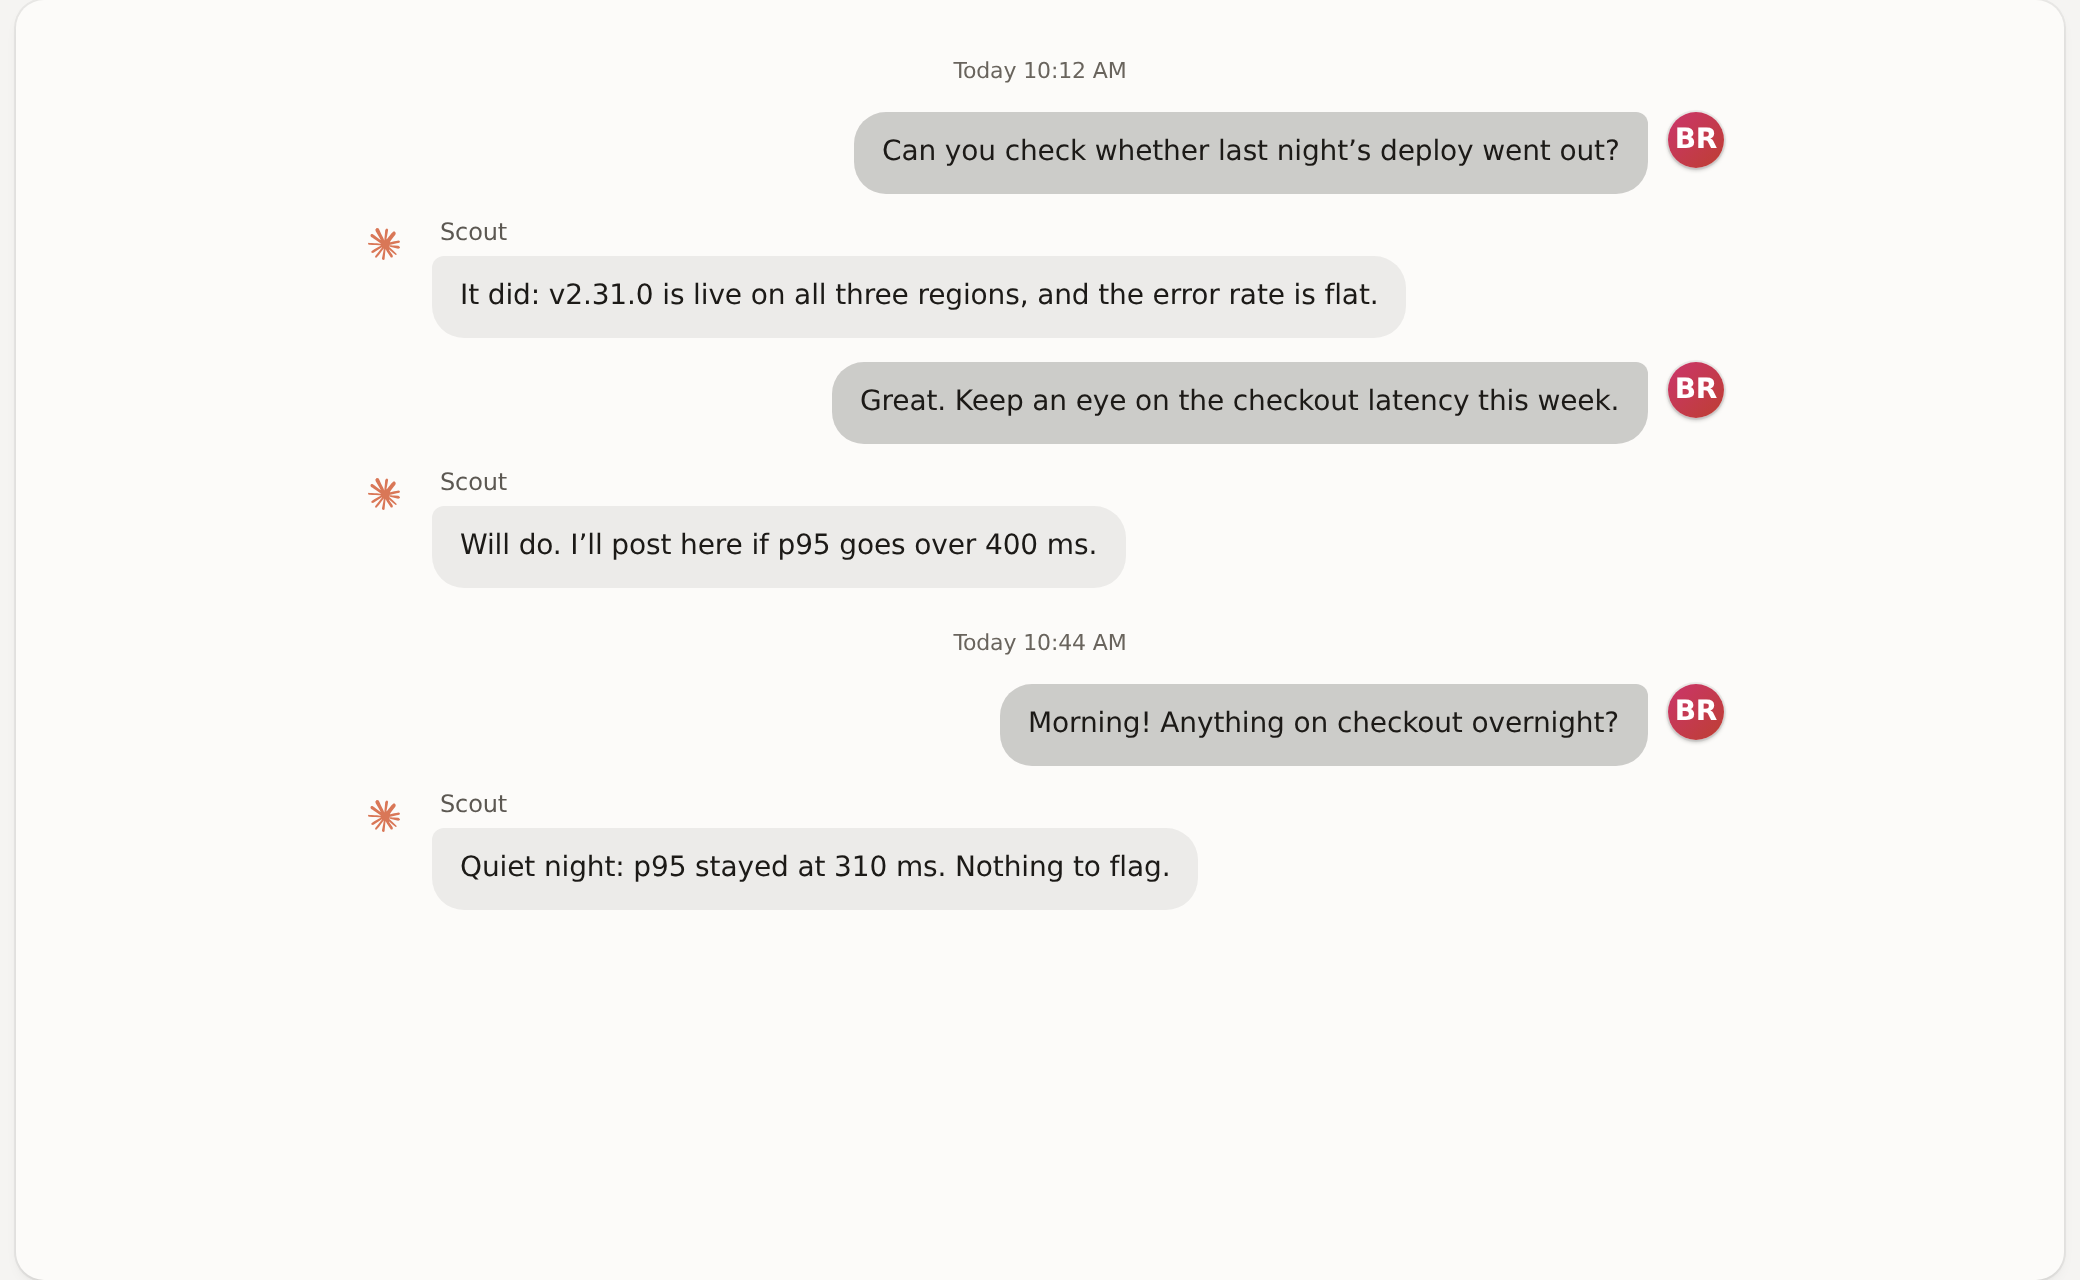 Today 10:12 AM
Can you check whether last night’s deploy went out?
BR
Scout
It did: v2.31.0 is live on all three regions, and the error rate is flat.
Great. Keep an eye on the checkout latency this week.
BR
Scout
Will do. I’ll post here if p95 goes over 400 ms.
Today 10:44 AM
Morning! Anything on checkout overnight?
BR
Scout
Quiet night: p95 stayed at 310 ms. Nothing to flag.